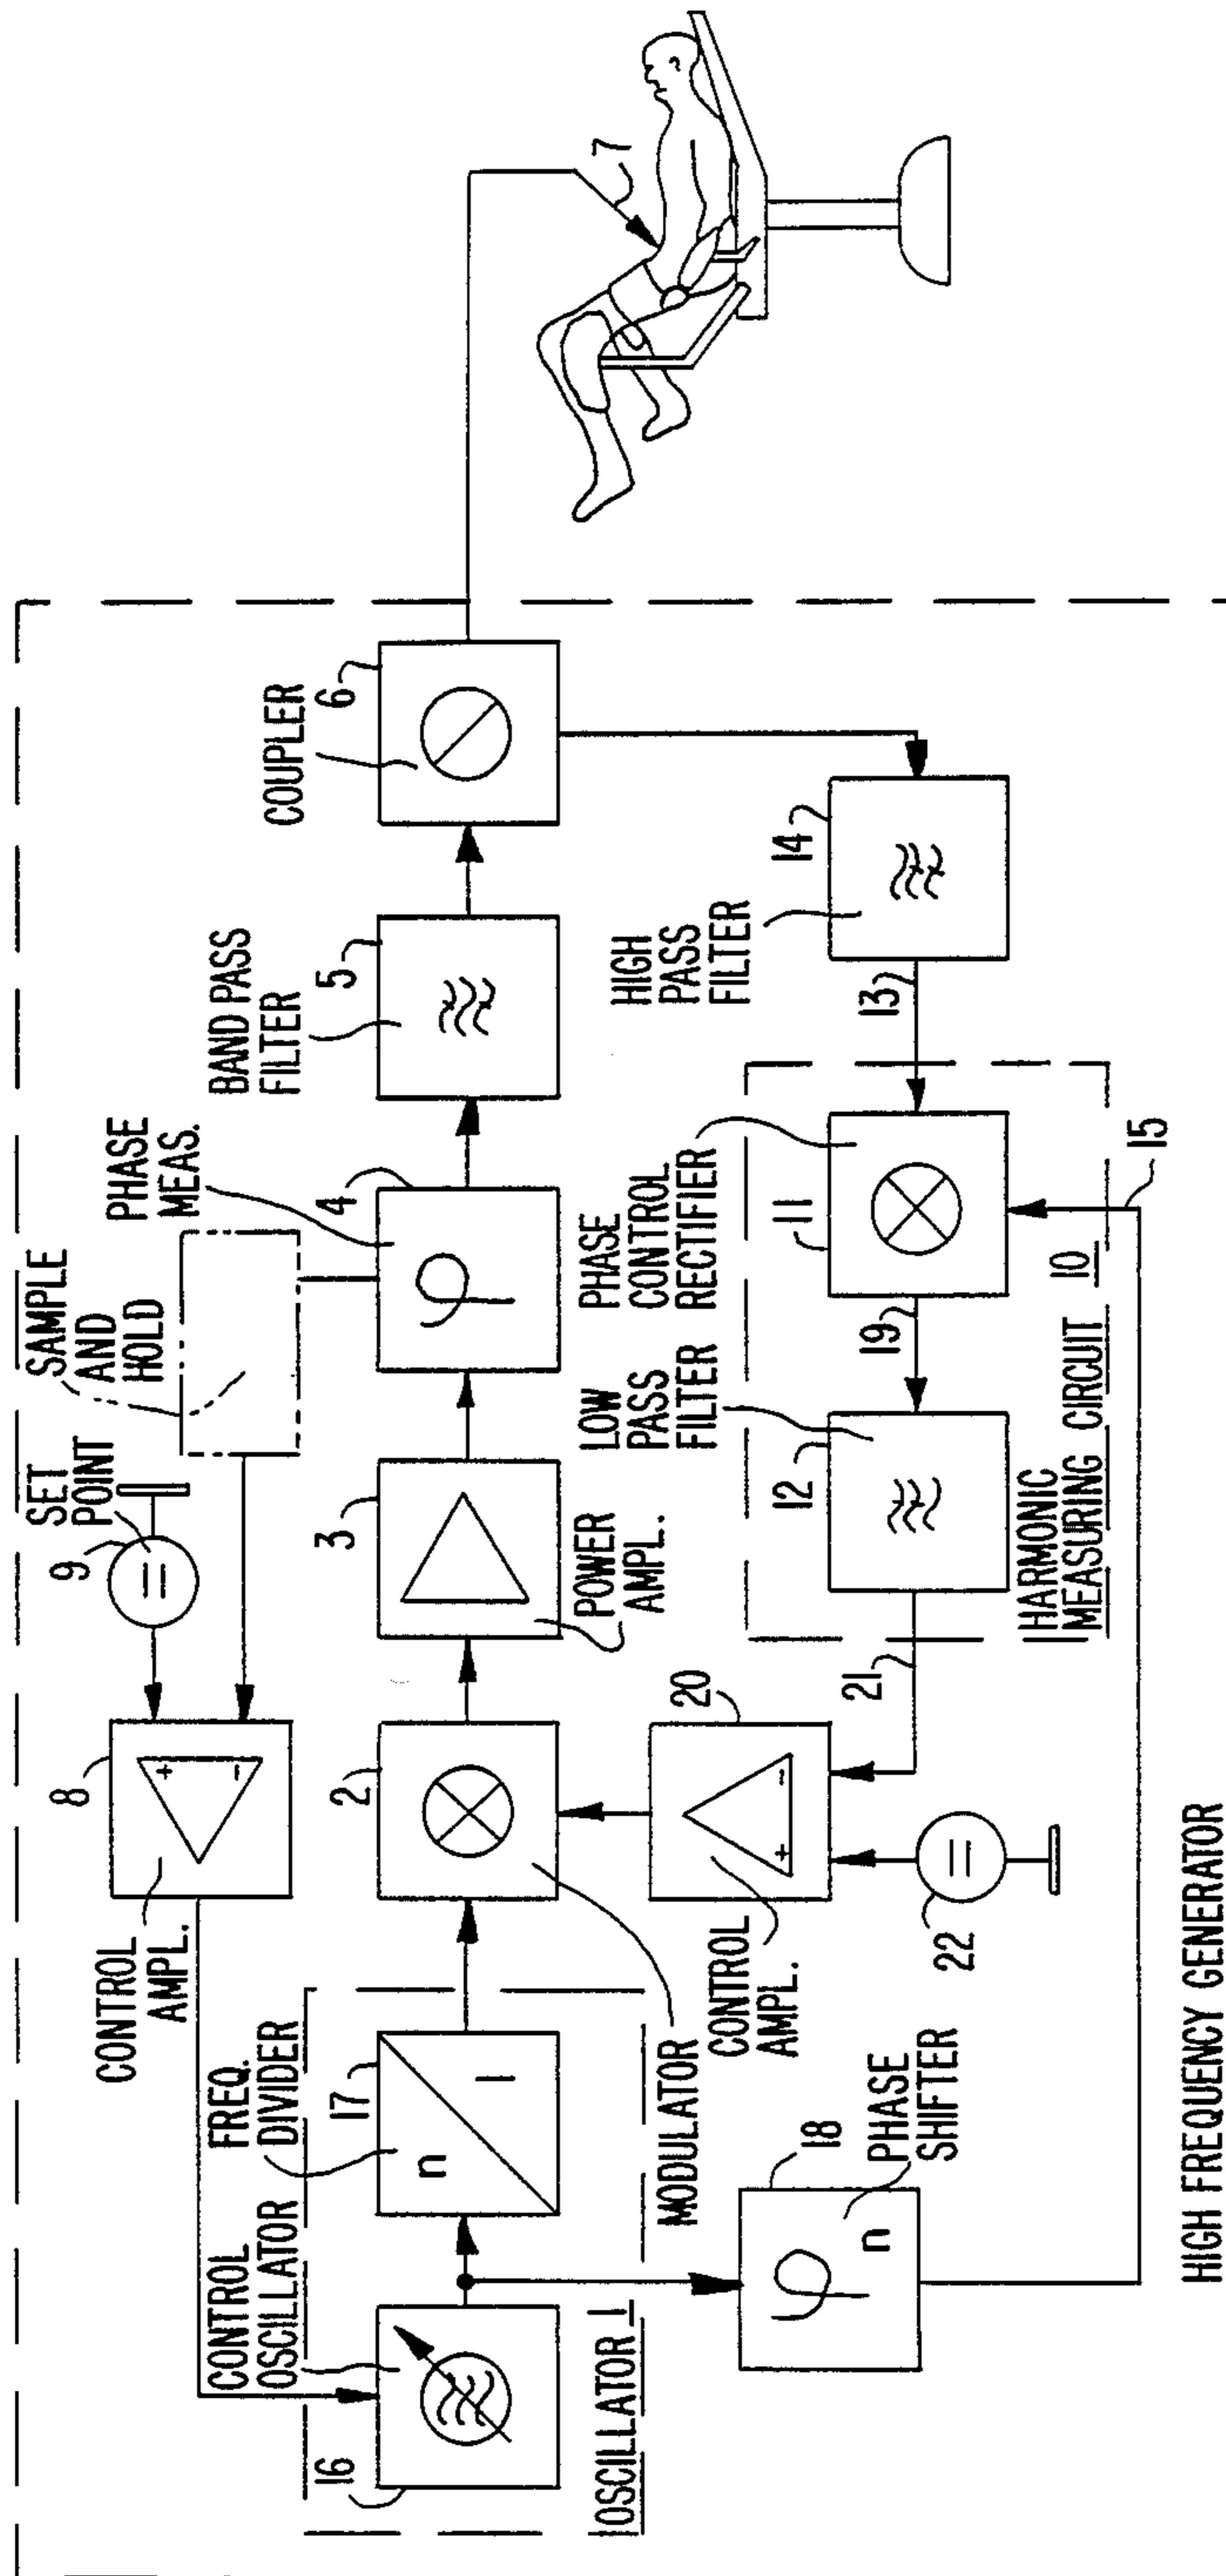 SAMPLE
AND
HOLD
SET
POINT
9
8
CONTROL
AMPL.
PHASE
MEAS.
BAND PASS
FILTER
COUPLER
CONTROL
OSCILLATOR
FREQ.
DIVIDER
16
17
n
1
2
3
4
φ
5
6
7
OSCILLATOR 1
MODULATOR
POWER
AMPL.
+
-
20
CONTROL
AMPL.
+
-
22
21
LOW
PASS
FILTER
12
PHASE
CONTROL
RECTIFIER
11
19
HIGH
PASS
FILTER
14
13
HARMONIC
MEASURING CIRCUIT 10
15
18
φ
n
PHASE
SHIFTER
HIGH FREQUENCY GENERATOR